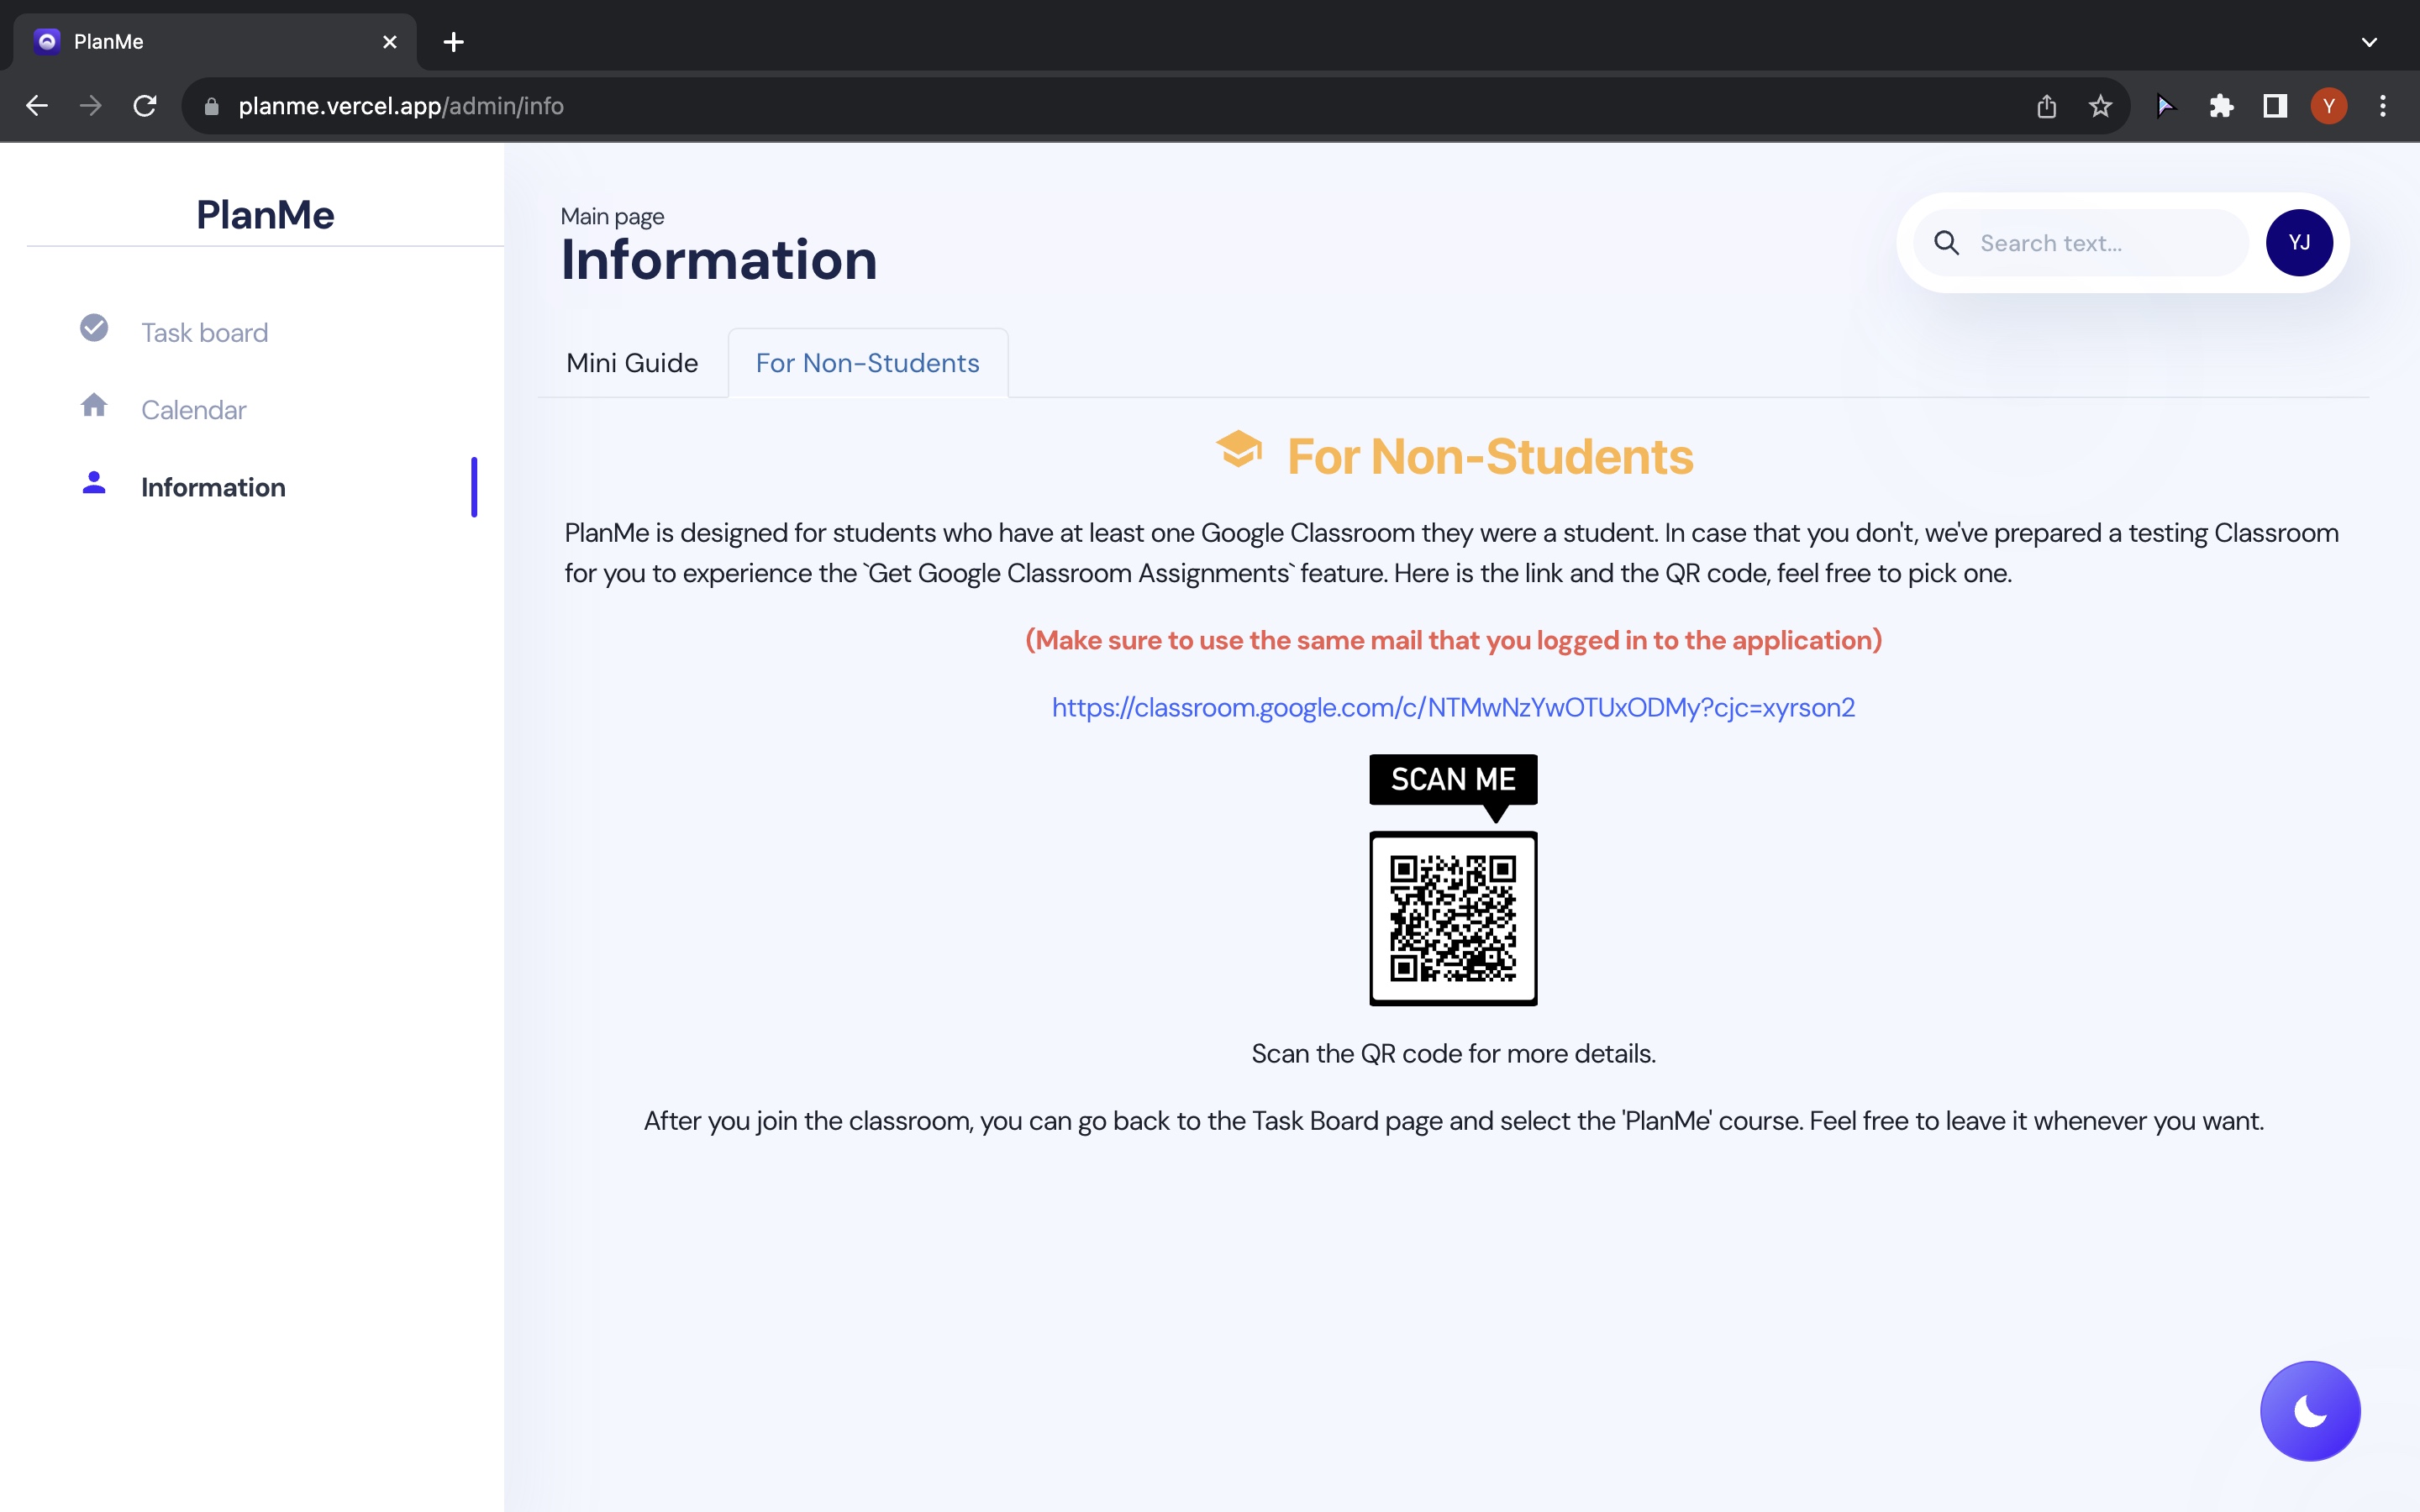 PlanMe
planme.vercel.app/admin/info
Y
PlanMe
Task board
Calendar
Information
Main page
Information
Search text...
YJ
Mini Guide
For Non-Students
For Non-Students
PlanMe is designed for students who have at least one Google Classroom they were a student. In case that you don't, we've prepared a testing Classroom
for you to experience the `Get Google Classroom Assignments` feature. Here is the link and the QR code, feel free to pick one.
(Make sure to use the same mail that you logged in to the application)
https://classroom.google.com/c/NTMwNzYwOTUxODMy?cjc=xyrson2
SCAN ME
Scan the QR code for more details.
After you join the classroom, you can go back to the Task Board page and select the 'PlanMe' course. Feel free to leave it whenever you want.